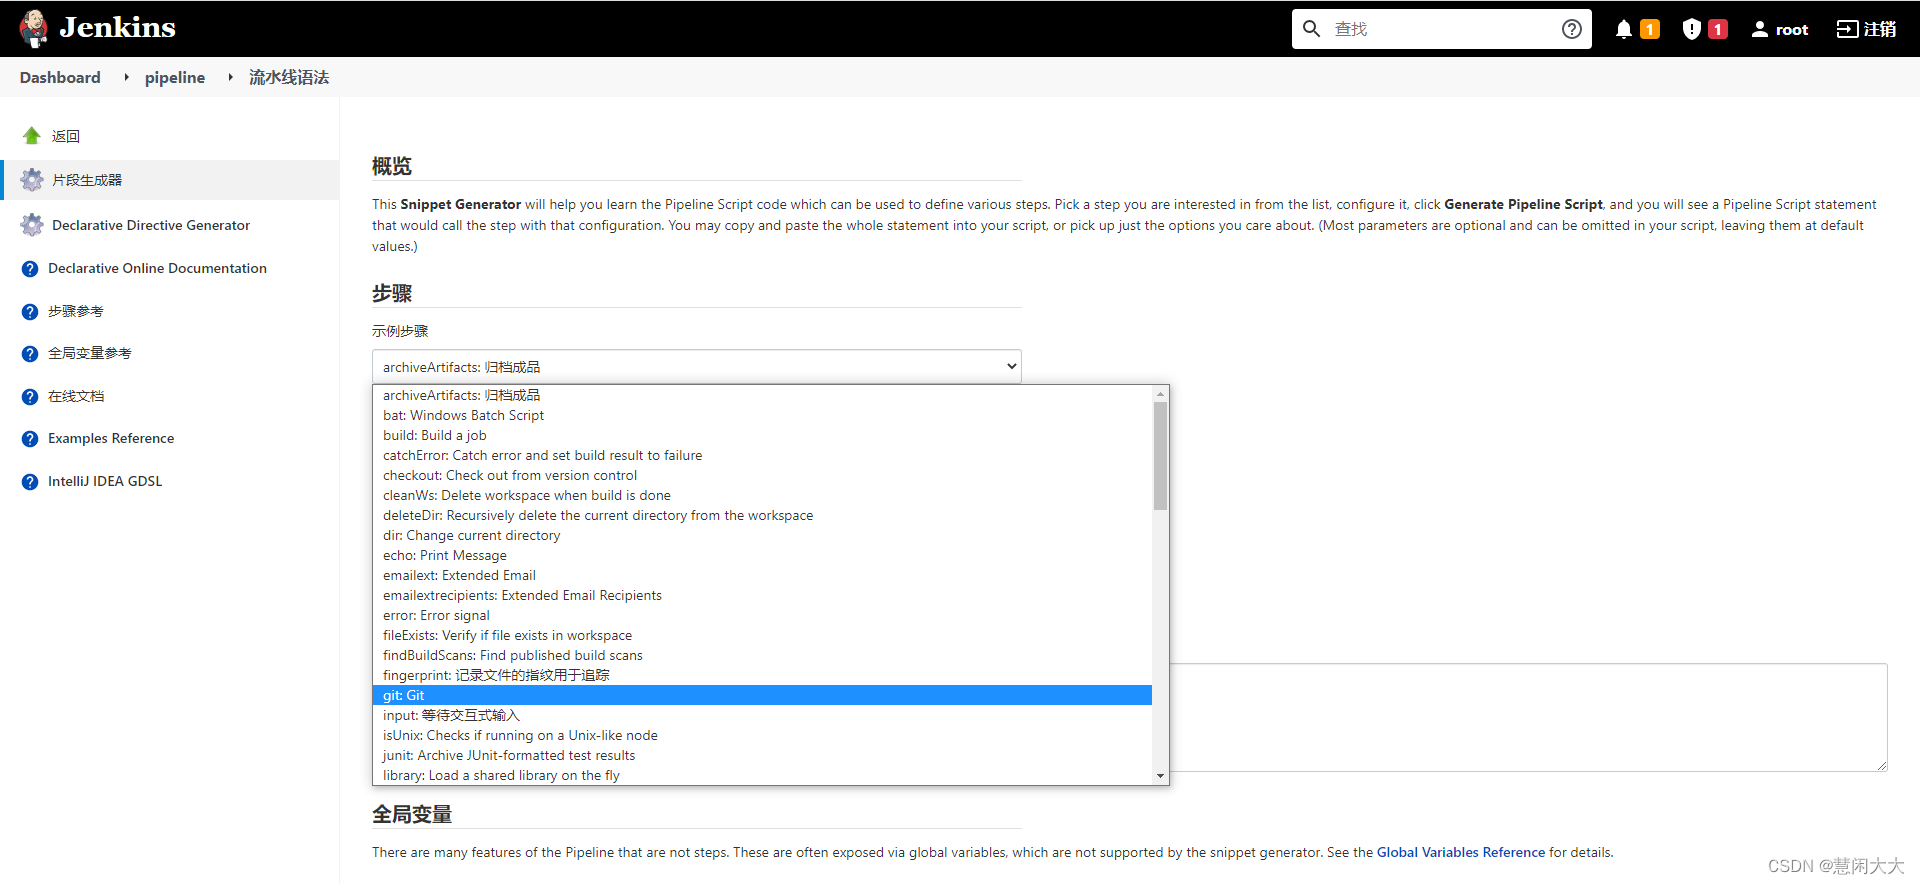 Jenkins
查找
1
1
root
注销
Dashboard
pipeline
流水线语法
返回
片段生成器
Declarative Directive Generator
Declarative Online Documentation
步骤参考
全局变量参考
在线文档
Examples Reference
IntelliJ IDEA GDSL
概览
This Snippet Generator will help you learn the Pipeline Script code which can be used to define various steps. Pick a step you are interested in from the list, configure it, click Generate Pipeline Script, and you will see a Pipeline Script statement
that would call the step with that configuration. You may copy and paste the whole statement into your script, or pick up just the options you care about. (Most parameters are optional and can be omitted in your script, leaving them at default
values.)
步骤
示例步骤
archiveArtifacts: 归档成品
archiveArtifacts: 归档成品
bat: Windows Batch Script
build: Build a job
catchError: Catch error and set build result to failure
checkout: Check out from version control
cleanWs: Delete workspace when build is done
deleteDir: Recursively delete the current directory from the workspace
dir: Change current directory
echo: Print Message
emailext: Extended Email
emailextrecipients: Extended Email Recipients
error: Error signal
fileExists: Verify if file exists in workspace
findBuildScans: Find published build scans
fingerprint: 记录文件的指纹用于追踪
git: Git
input: 等待交互式输入
isUnix: Checks if running on a Unix-like node
junit: Archive JUnit-formatted test results
library: Load a shared library on the fly
全局变量
There are many features of the Pipeline that are not steps. These are often exposed via global variables, which are not supported by the snippet generator. See the Global Variables Reference for details.
CSDN @慧闲大大